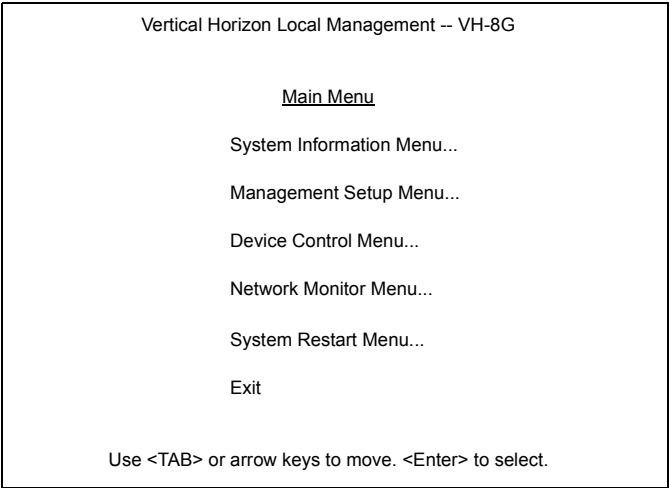 Vertical Horizon Local Management -- VH-8G
Main Menu
System Information Menu...
Management Setup Menu...
Device Control Menu...
Network Monitor Menu...
System Restart Menu...
Exit
Use <TAB> or arrow keys to move. <Enter> to select.